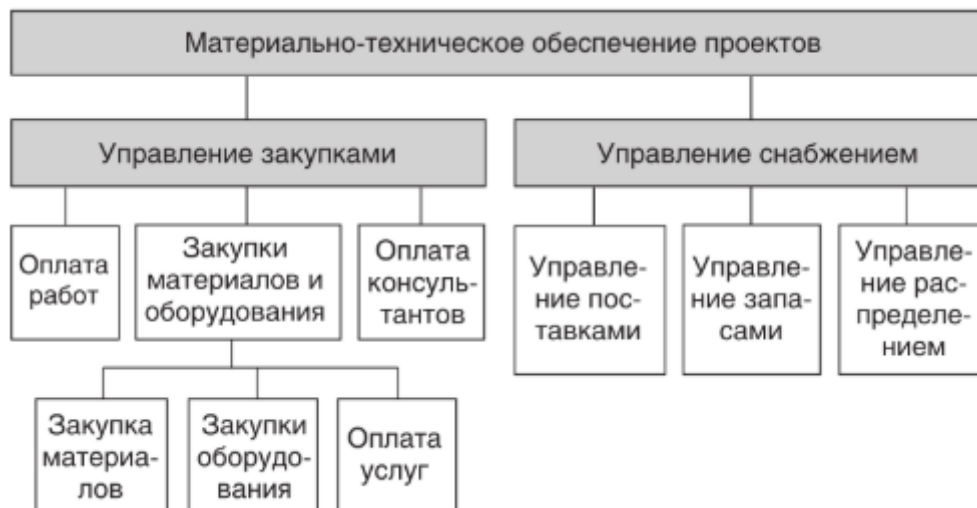 Материально-техническое обеспечение проектов
Управление закупками
Управление снабжением
Оплата
работ
Закупки
материалов и
оборудования
Оплата
консуль-
тантов
Управле-
ние пос-
тавками
Управле-
ние запа-
сами
Управле-
ние рас-
пределе-
нием
Закупка
материа-
лов
Закупки
оборудо-
вания
Оплата
услуг